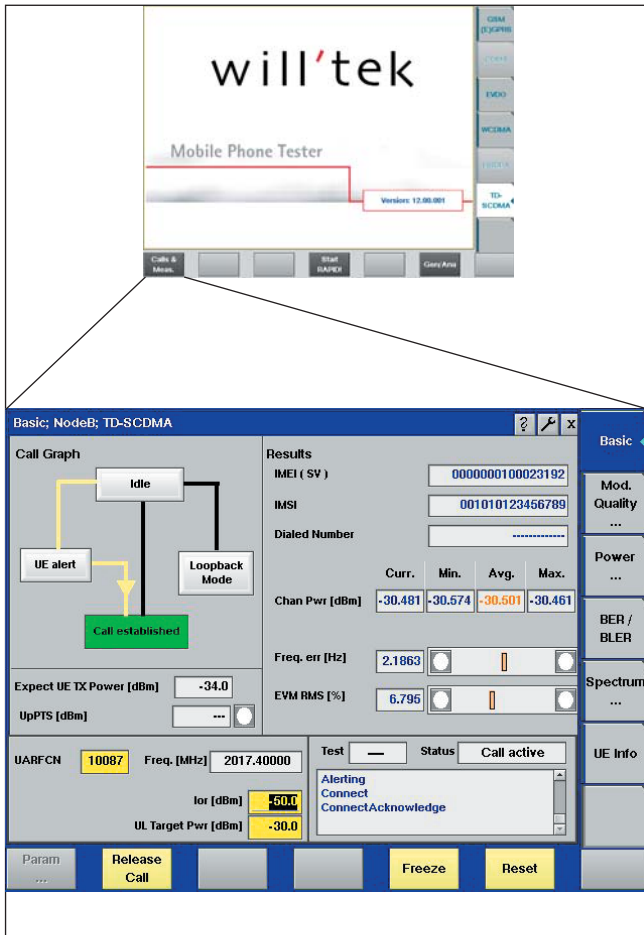 will'tek
Mobile Phone Tester
Version: 12.00.001
GSM
(E)GPRS
EVDO
WCDMA
TD-
SCDMA
Calls &
Meas.
Start
RAPID!
Gen/Ana
Basic; NodeB; TD-SCDMA
? x
Call Graph
Idle
UE alert
Loopback
Mode
Call established
Expect UE TX Power [dBm] -34.0
UpPTS [dBm] ---
Results
IMEI ( SV ) 0000000100023192
IMSI 001010123456789
Dialed Number -------------
Curr. Min. Avg. Max.
Chan Pwr [dBm] -30.481 -30.574 -30.501 -30.461
Freq. err [Hz] 2.1863
EVM RMS [%] 6.795
UARFCN 10087 Freq. [MHz] 2017.40000
Ior [dBm] -50.0
UL Target Pwr [dBm] -30.0
Test — Status Call active
Alerting
Connect
ConnectAcknowledge
Basic
Mod.
Quality
...
Power
...
BER /
BLER
Spectrum
...
UE Info
Param
...
Release
Call
Freeze
Reset